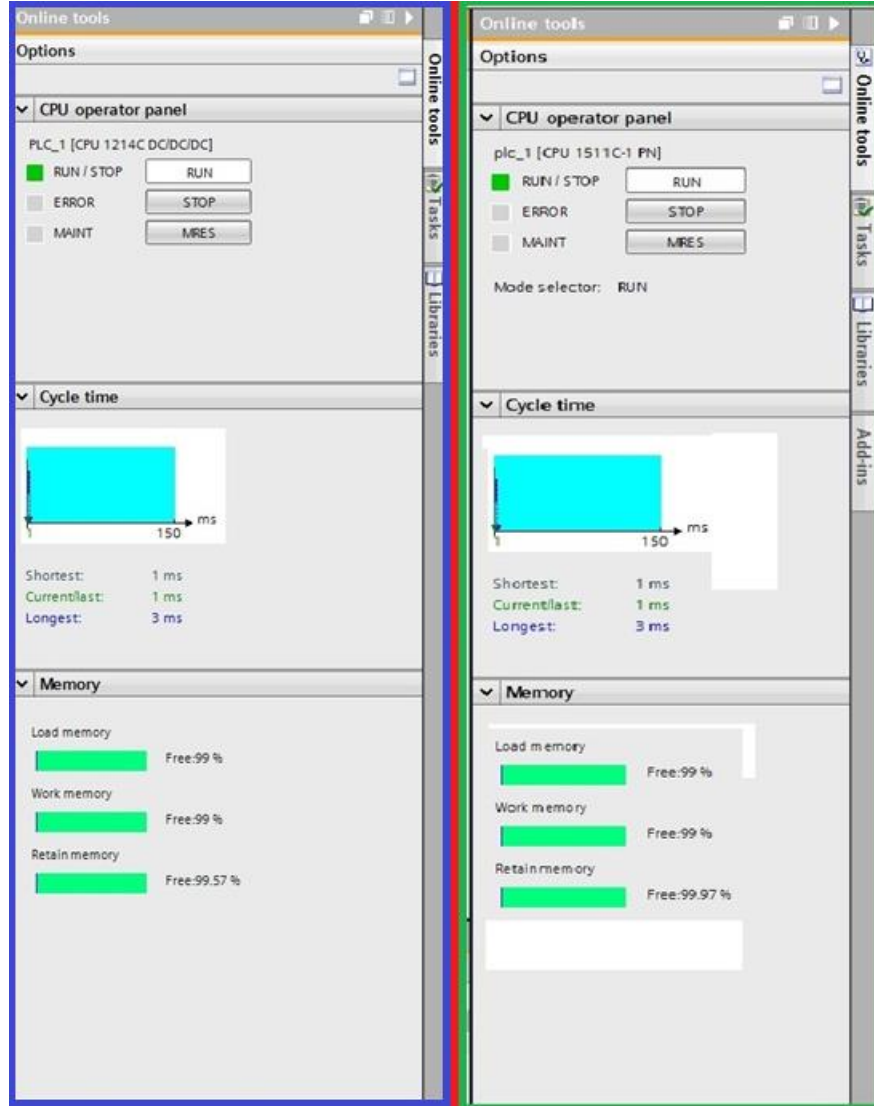 Online tools
Options
CPU operator panel
PLC_1 [CPU 1214C DC/DC/DC]
RUN / STOP RUN
ERROR STOP
MAINT MRES
Cycle time
1 150 ms
Shortest: 1 ms
Current/last: 1 ms
Longest: 3 ms
Memory
Load memory
Free:99 %
Work memory
Free:99 %
Retain memory
Free:99.57 %
Online tools
Tasks
Libraries
Online tools
Options
CPU operator panel
plc_1 [CPU 1511C-1 PN]
RUN / STOP RUN
ERROR STOP
MAINT MRES
Mode selector: RUN
Cycle time
1 150 ms
Shortest: 1 ms
Current/last: 1 ms
Longest: 3 ms
Memory
Load memory
Free:99 %
Work memory
Free:99 %
Retain memory
Free:99.97 %
Online tools
Tasks
Libraries
Add-ins